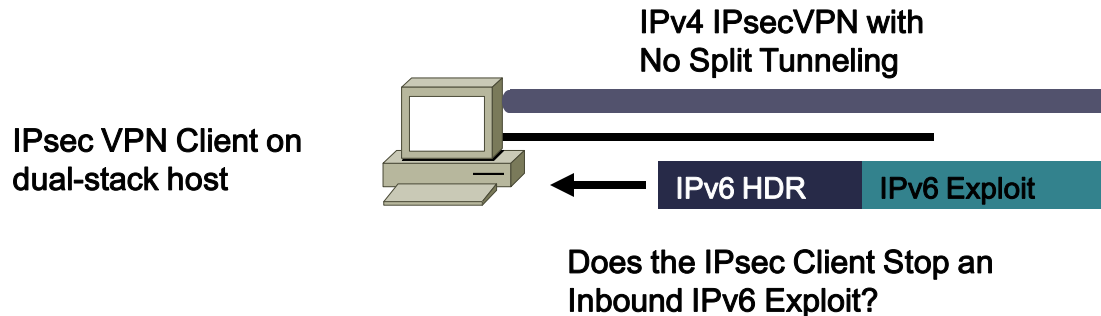 IPv4 IPsecVPN with
No Split Tunneling
IPsec VPN Client on
dual-stack host
IPv6 HDR
IPv6 Exploit
Does the IPsec Client Stop an
Inbound IPv6 Exploit?